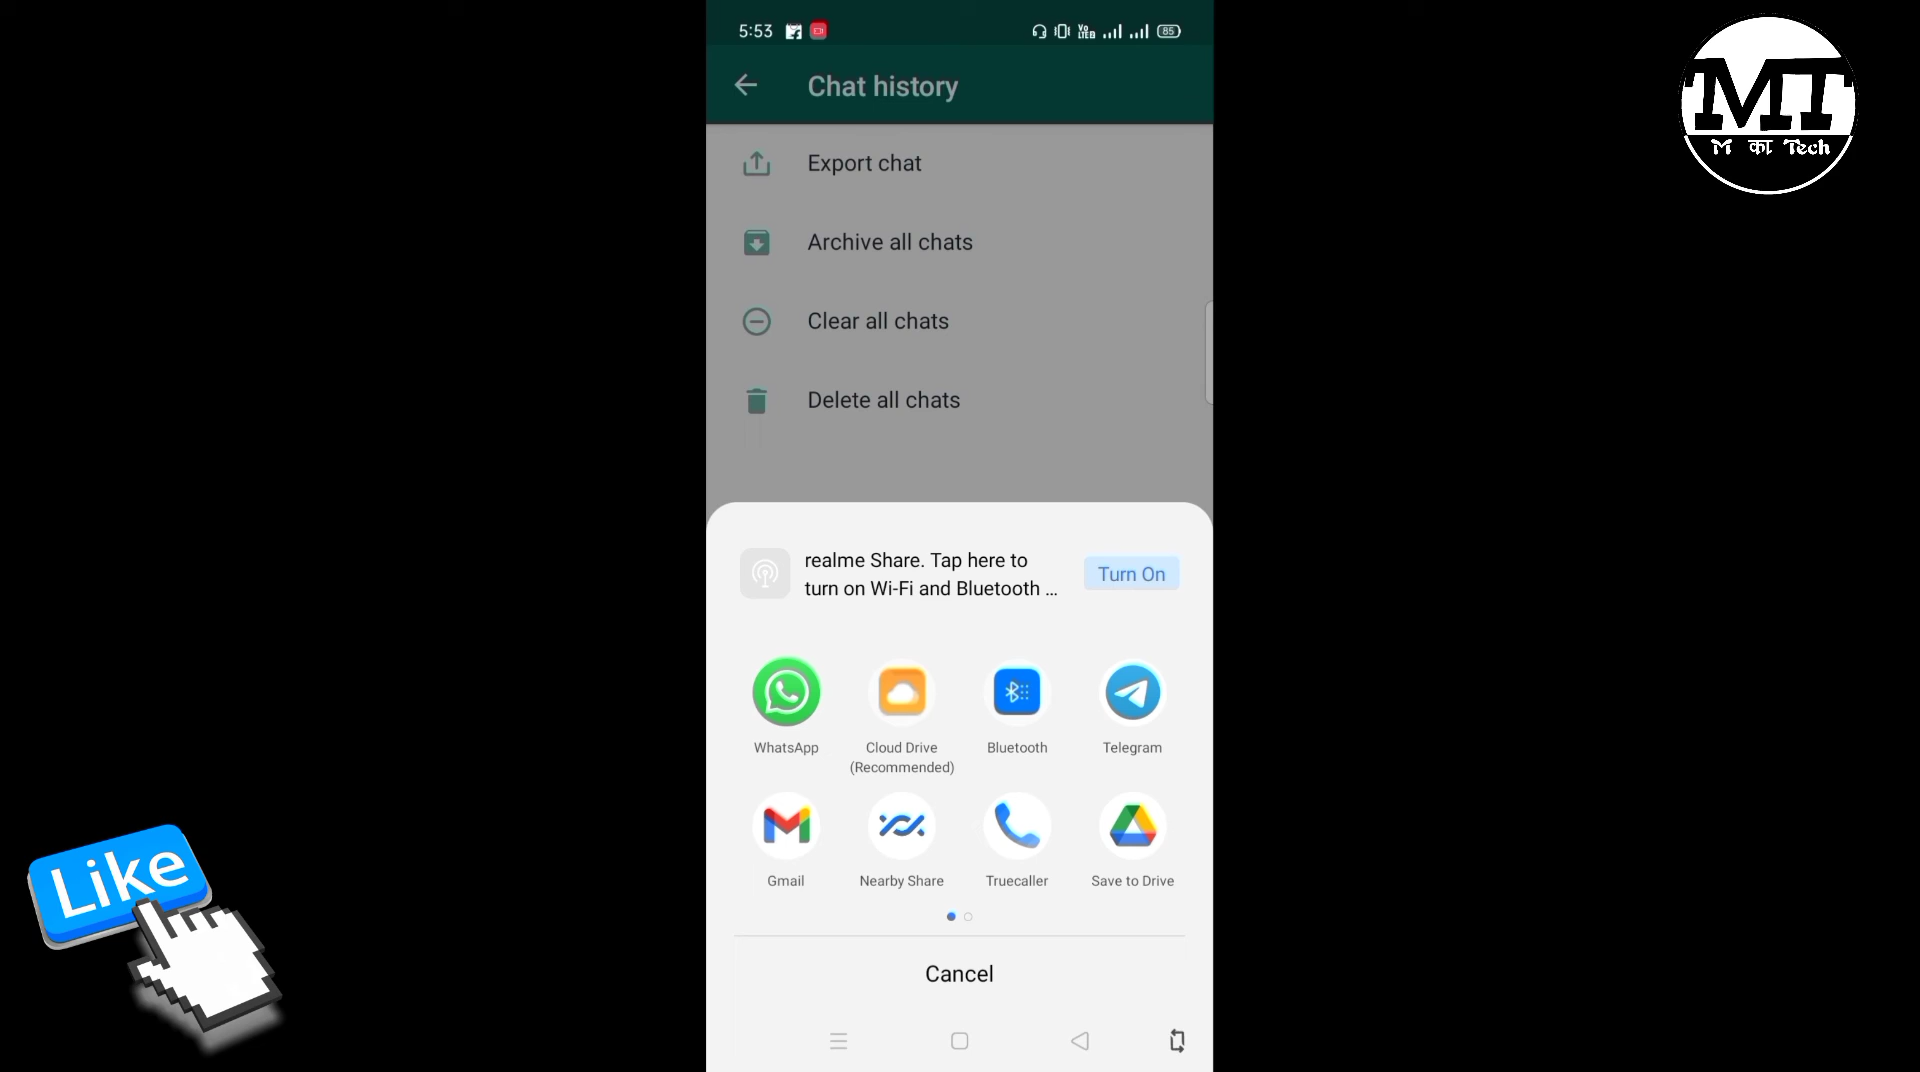 5:53
85
Chat history
Export chat
Archive all chats
Clear all chats
Delete all chats
realme Share. Tap here to
turn on Wi-Fi and Bluetooth ...
Turn On
WhatsApp
Cloud Drive
(Recommended)
Bluetooth
Telegram
Gmail
Nearby Share
Truecaller
Save to Drive
Cancel
MT
M का Tech
Like